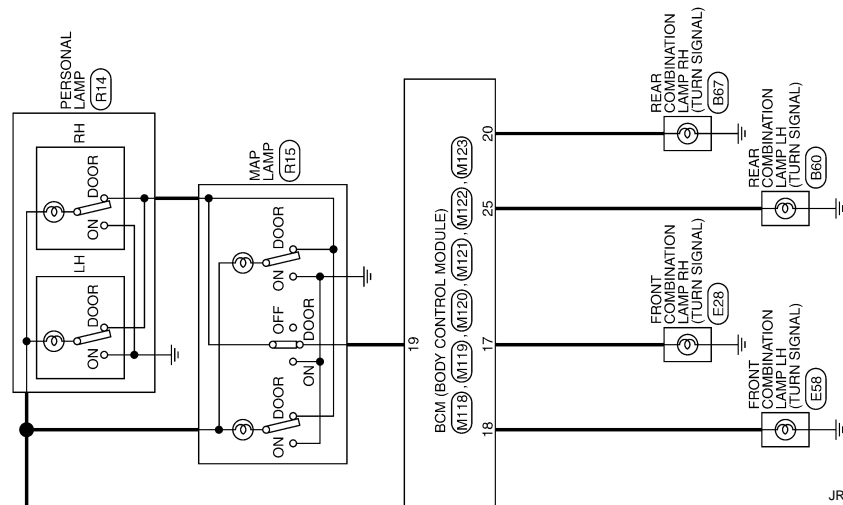 PERSONAL
LAMP
R14
RH
DOOR
ON
LH
DOOR
ON
MAP
LAMP
R15
DOOR
ON
OFF
DOOR
ON
DOOR
ON
19
BCM (BODY CONTROL MODULE)
M118 , M119 , M120 , M121 , M122 , M123
20
25
17
18
REAR
COMBINATION
LAMP RH
(TURN SIGNAL)
B67
REAR
COMBINATION
LAMP LH
(TURN SIGNAL)
B60
FRONT
COMBINATION
LAMP RH
(TURN SIGNAL)
E28
FRONT
COMBINATION
LAMP LH
(TURN SIGNAL)
E58
JR